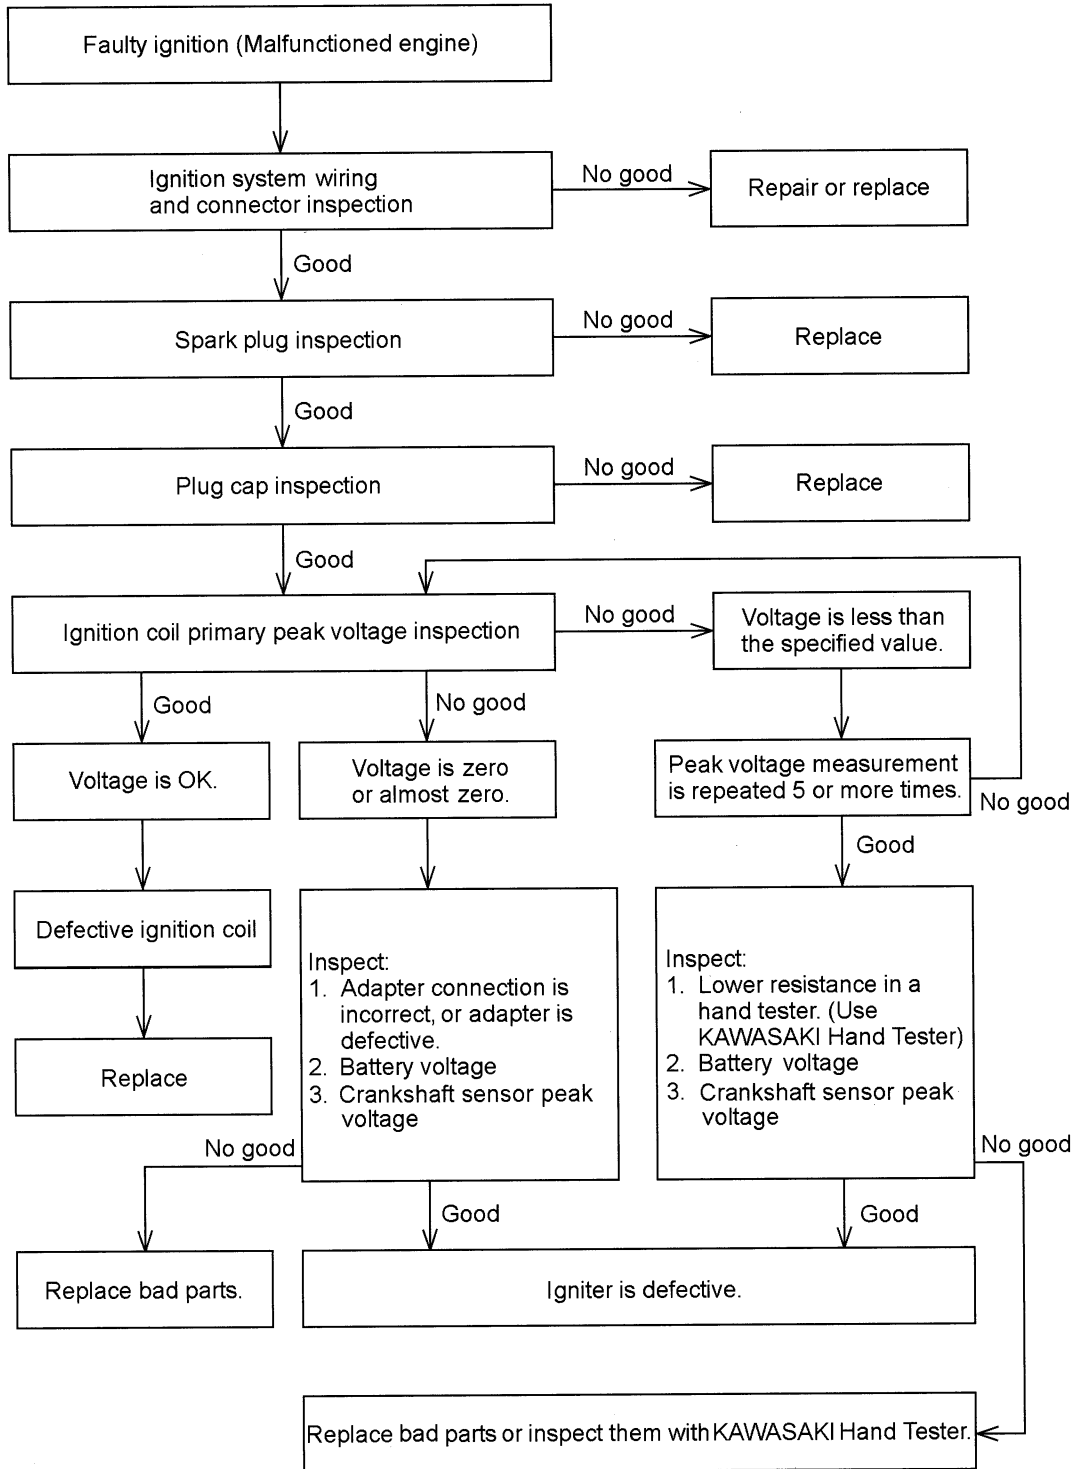 Faulty ignition (Malfunctioned engine)
Ignition system wiring
and connector inspection
No good
Repair or replace
Good
Spark plug inspection
No good
Replace
Good
Plug cap inspection
No good
Replace
Good
Ignition coil primary peak voltage inspection
No good
Voltage is less than
the specified value.
Good
No good
Voltage is OK.
Voltage is zero
or almost zero.
Peak voltage measurement
is repeated 5 or more times.
No good
Good
Defective ignition coil
Replace
Inspect:
1. Adapter connection is
incorrect, or adapter is
defective.
2. Battery voltage
3. Crankshaft sensor peak
voltage
Inspect:
1. Lower resistance in a
hand tester. (Use
KAWASAKI Hand Tester)
2. Battery voltage
3. Crankshaft sensor peak
voltage
No good
No good
Good
Good
Replace bad parts.
Igniter is defective.
Replace bad parts or inspect them with KAWASAKI Hand Tester.